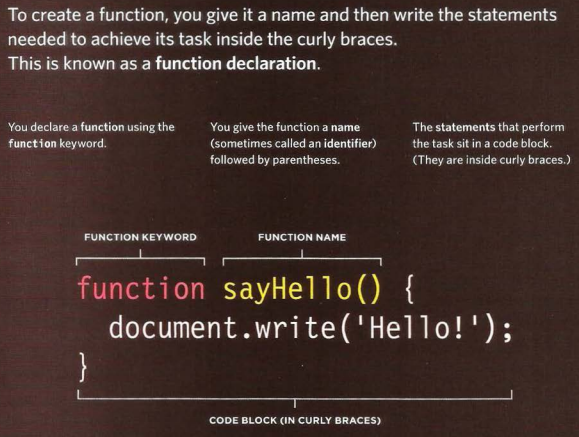 To create a function, you give it a name and then write the statements
needed to achieve its task inside the curly braces.
This is known as a function declaration.
You declare a function using the
function keyword.
You give the function a name
(sometimes called an identifier)
followed by parentheses.
The statements that perform
the task sit in a code block.
(They are inside curly braces.)
FUNCTION KEYWORD
FUNCTION NAME
function sayHello() {
document.write('Hello!');
}
CODE BLOCK (IN CURLY BRACES)